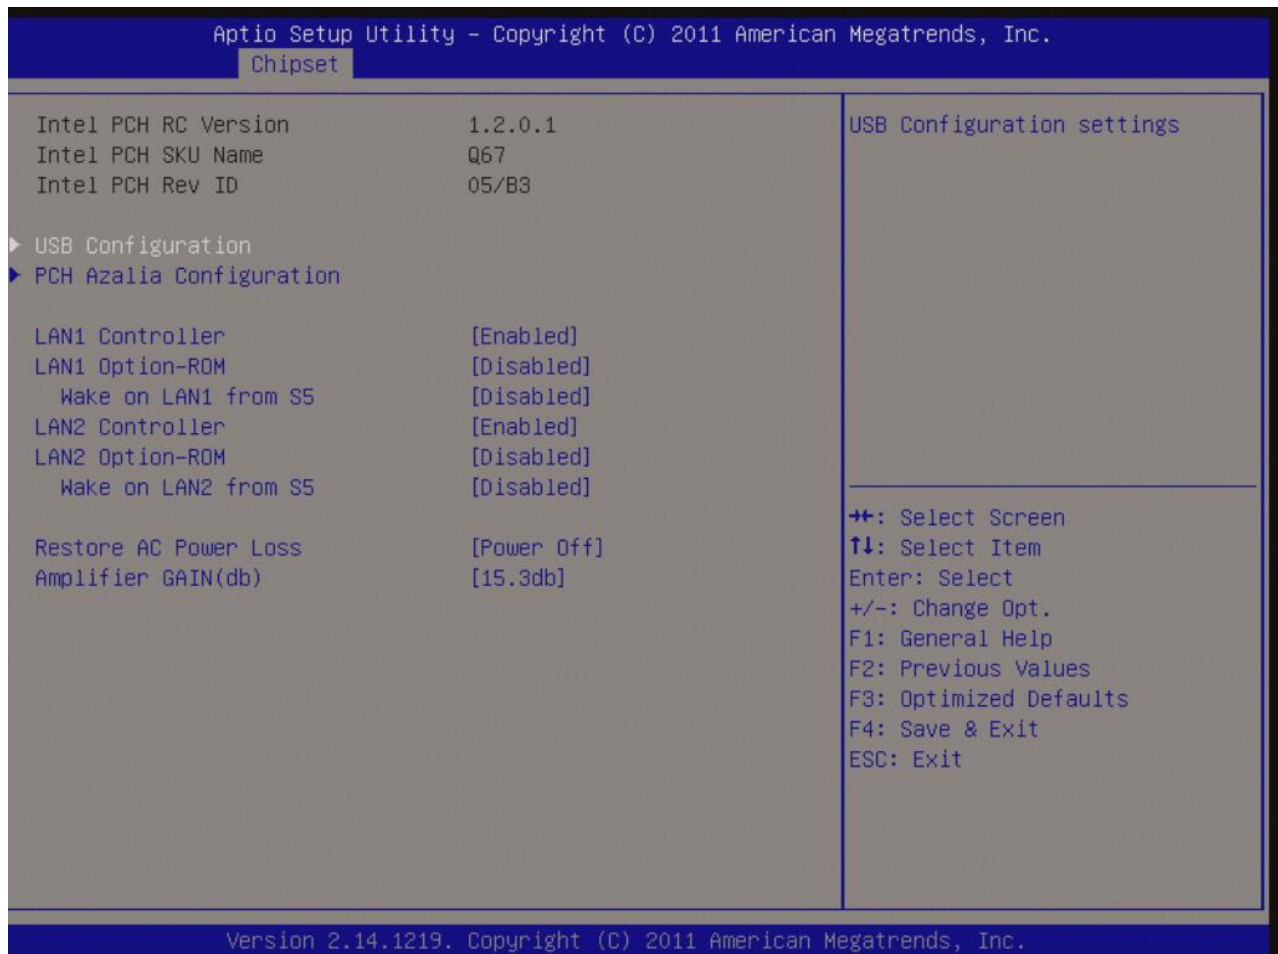 Aptio Setup Utility – Copyright (C) 2011 American Megatrends, Inc.
Chipset
Intel PCH RC Version 1.2.0.1
Intel PCH SKU Name Q67
Intel PCH Rev ID 05/B3
▶ USB Configuration
▶ PCH Azalia Configuration
LAN1 Controller [Enabled]
LAN1 Option-ROM [Disabled]
Wake on LAN1 from S5 [Disabled]
LAN2 Controller [Enabled]
LAN2 Option-ROM [Disabled]
Wake on LAN2 from S5 [Disabled]
Restore AC Power Loss [Power Off]
Amplifier GAIN(db) [15.3db]
USB Configuration settings
→←: Select Screen
↑↓: Select Item
Enter: Select
+/-: Change Opt.
F1: General Help
F2: Previous Values
F3: Optimized Defaults
F4: Save & Exit
ESC: Exit
Version 2.14.1219. Copyright (C) 2011 American Megatrends, Inc.